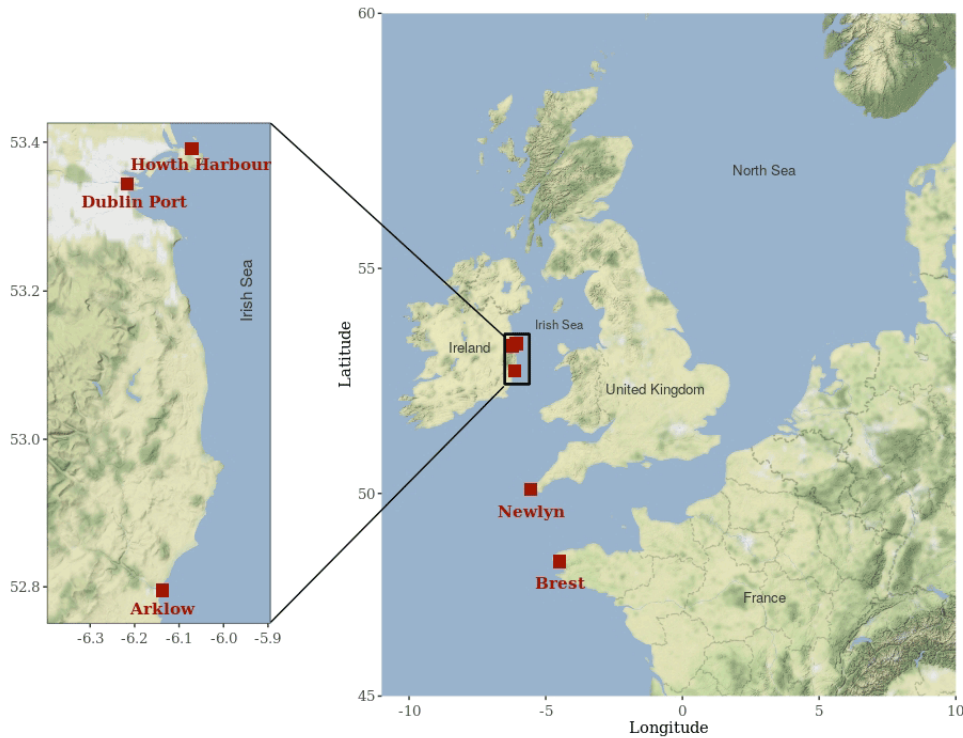 53.4
53.2
53.0
52.8
-6.3
-6.2
-6.1
-6.0
-5.9
Howth Harbour
Dublin Port
Irish Sea
Arklow
60
55
50
45
Latitude
-10
-5
0
5
10
Longitude
North Sea
Irish Sea
Ireland
United Kingdom
Newlyn
Brest
France